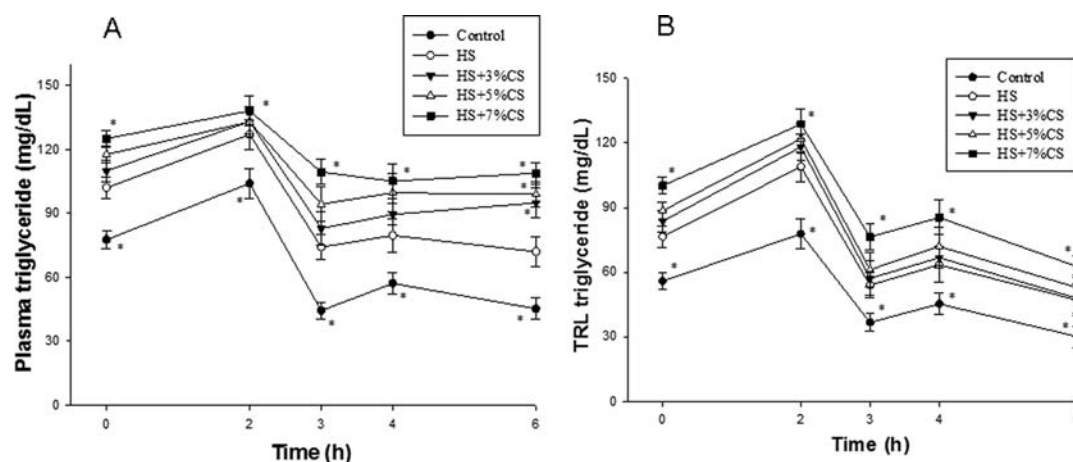 A
Control
HS
HS+3%CS
HS+5%CS
HS+7%CS
Plasma triglyceride (mg/dL)
150
120
90
60
30
0
0 2 3 4 6
Time (h)
* * * * *
* * * * *
* *
B
Control
HS
HS+3%CS
HS+5%CS
HS+7%CS
TRL triglyceride (mg/dL)
150
120
90
60
30
0
0 2 3 4
Time (h)
* * * * *
* * * * *